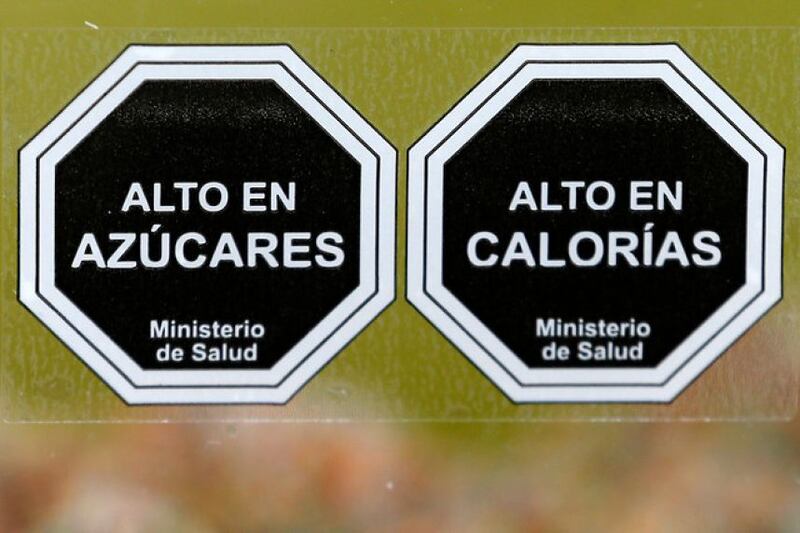 ALTO EN
AZÚCARES
Ministerio
de Salud
ALTO EN
CALORÍAS
Ministerio
de Salud